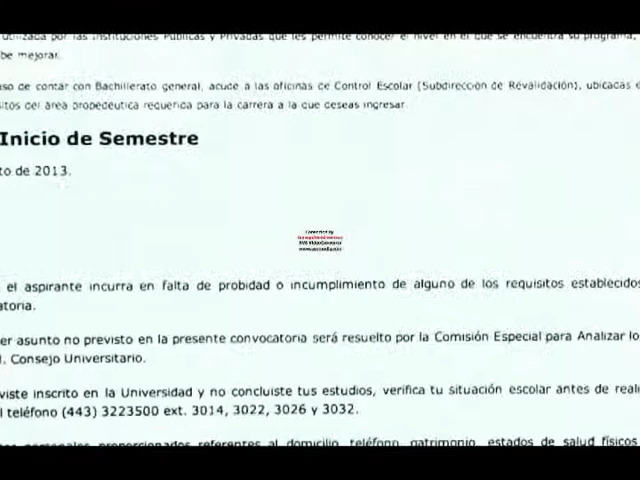 utilizada por las Instituciones Públicas y Privadas que les permite conocer el nivel en el que se encuentra su programa,
be mejorar.
aso de contar con Bachillerato general, acude a las oficinas de Control Escolar (Subdirección de Revalidación), ubicadas e
sitos del área propedéutica requerida para la carrera a la que deseas ingresar.
Inicio de Semestre
to de 2013.
el aspirante incurra en falta de probidad o incumplimiento de alguno de los requisitos establecidos
atoria.
er asunto no previsto en la presente convocatoria será resuelto por la Comisión Especial para Analizar lo
l. Consejo Universitario.
viste inscrito en la Universidad y no concluiste tus estudios, verifica tu situación escolar antes de reali
l teléfono (443) 3223500 ext. 3014, 3022, 3026 y 3032.
personales proporcionados referentes al domicilio, teléfono, patrimonio, estados de salud físicos